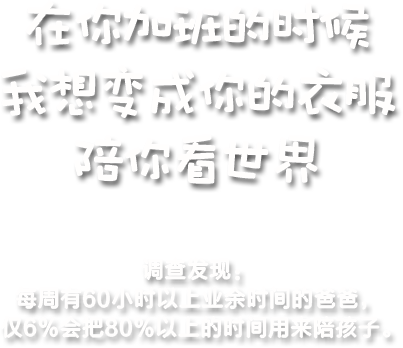 在你加班的时候
我想变成你的衣服
陪你看世界
调查发现，
每周有60小时以上业余时间的爸爸，
仅6%会把80%以上的时间用来陪孩子。